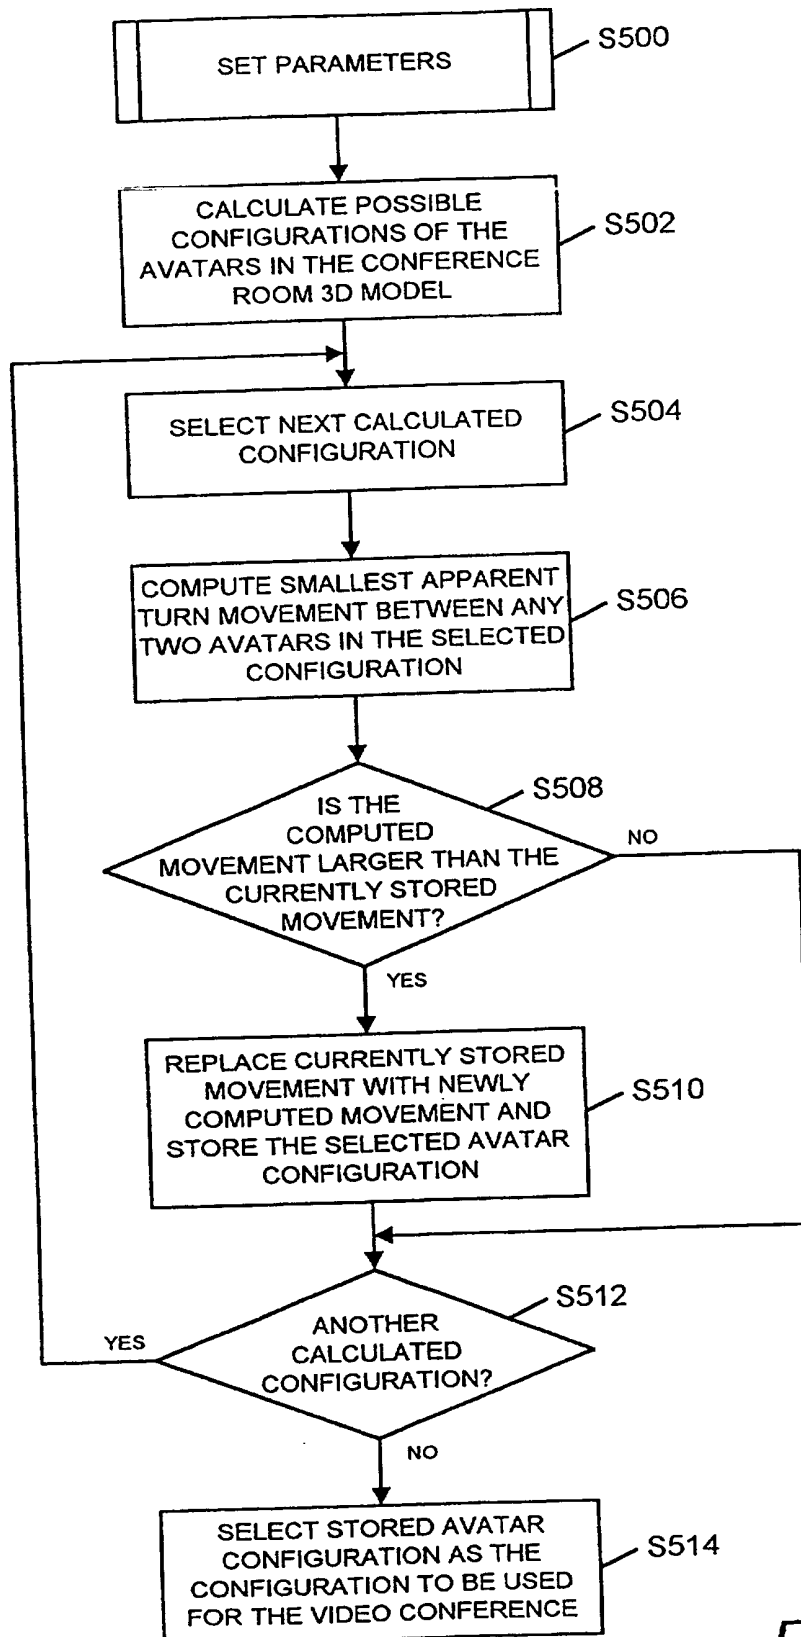 SET PARAMETERS
S500
CALCULATE POSSIBLE
CONFIGURATIONS OF THE
AVATARS IN THE CONFERENCE
ROOM 3D MODEL
S502
SELECT NEXT CALCULATED
CONFIGURATION
S504
COMPUTE SMALLEST APPARENT
TURN MOVEMENT BETWEEN ANY
TWO AVATARS IN THE SELECTED
CONFIGURATION
S506
IS THE
COMPUTED
MOVEMENT LARGER THAN THE
CURRENTLY STORED
MOVEMENT?
S508
NO
YES
REPLACE CURRENTLY STORED
MOVEMENT WITH NEWLY
COMPUTED MOVEMENT AND
STORE THE SELECTED AVATAR
CONFIGURATION
S510
ANOTHER
CALCULATED
CONFIGURATION?
S512
YES
NO
SELECT STORED AVATAR
CONFIGURATION AS THE
CONFIGURATION TO BE USED
FOR THE VIDEO CONFERENCE
S514